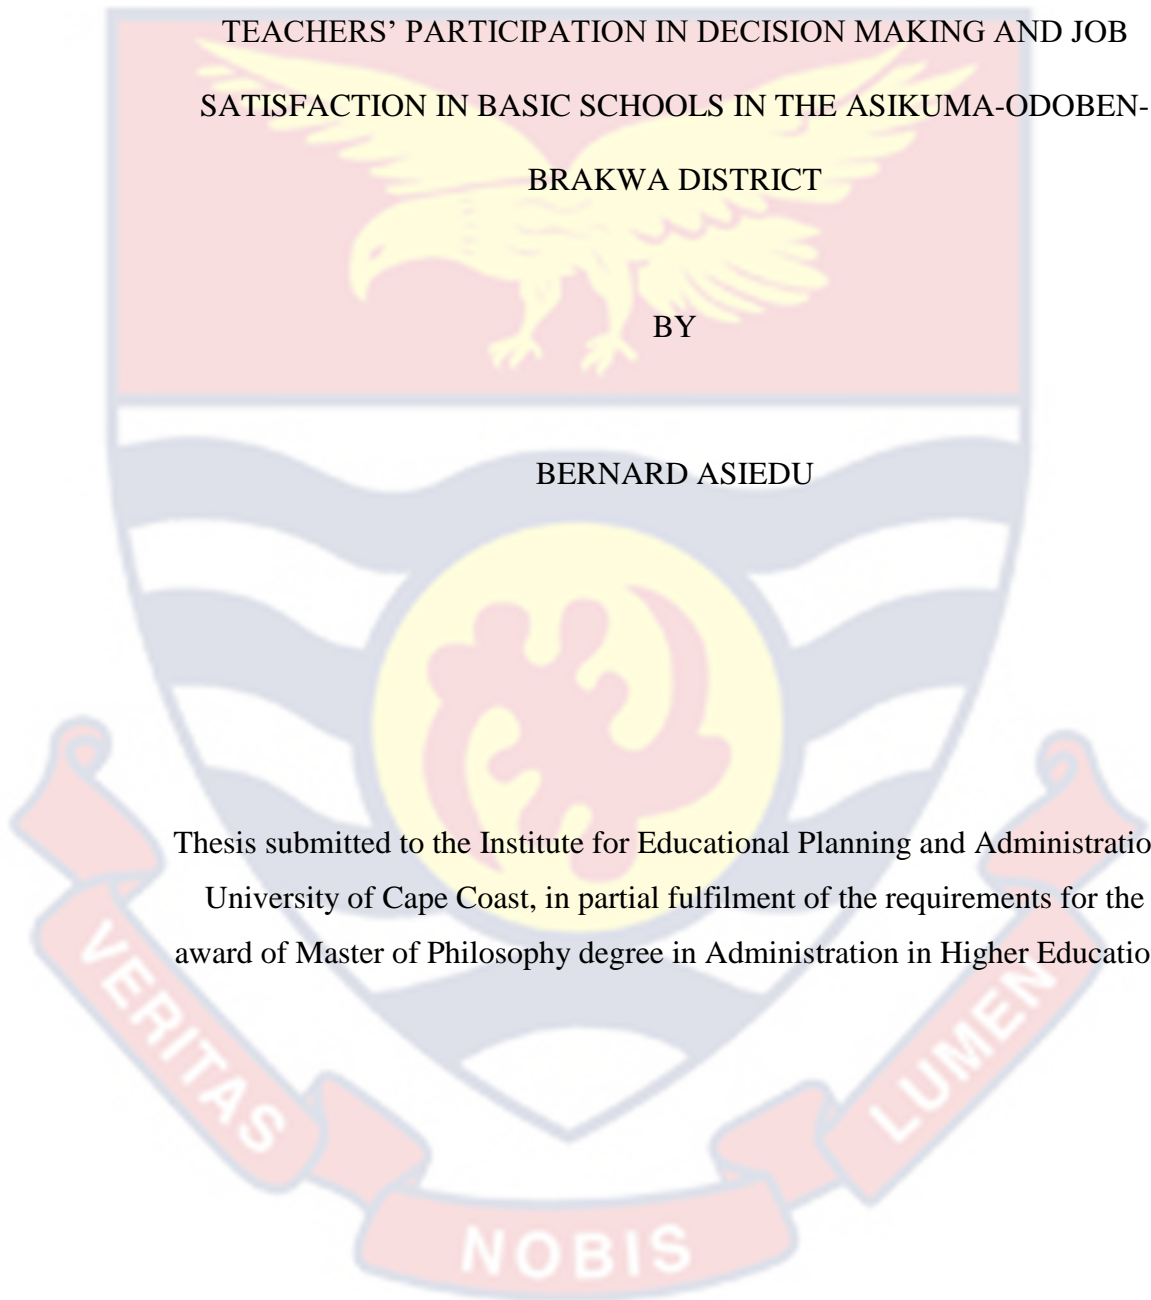 TEACHERS’ PARTICIPATION IN DECISION MAKING AND JOB
SATISFACTION IN BASIC SCHOOLS IN THE ASIKUMA-ODOBEN-
BRAKWA DISTRICT
BY
BERNARD ASIEDU
Thesis submitted to the Institute for Educational Planning and Administratio
University of Cape Coast, in partial fulfilment of the requirements for the
award of Master of Philosophy degree in Administration in Higher Educatio
VERITAS
NOBIS
LUMEN